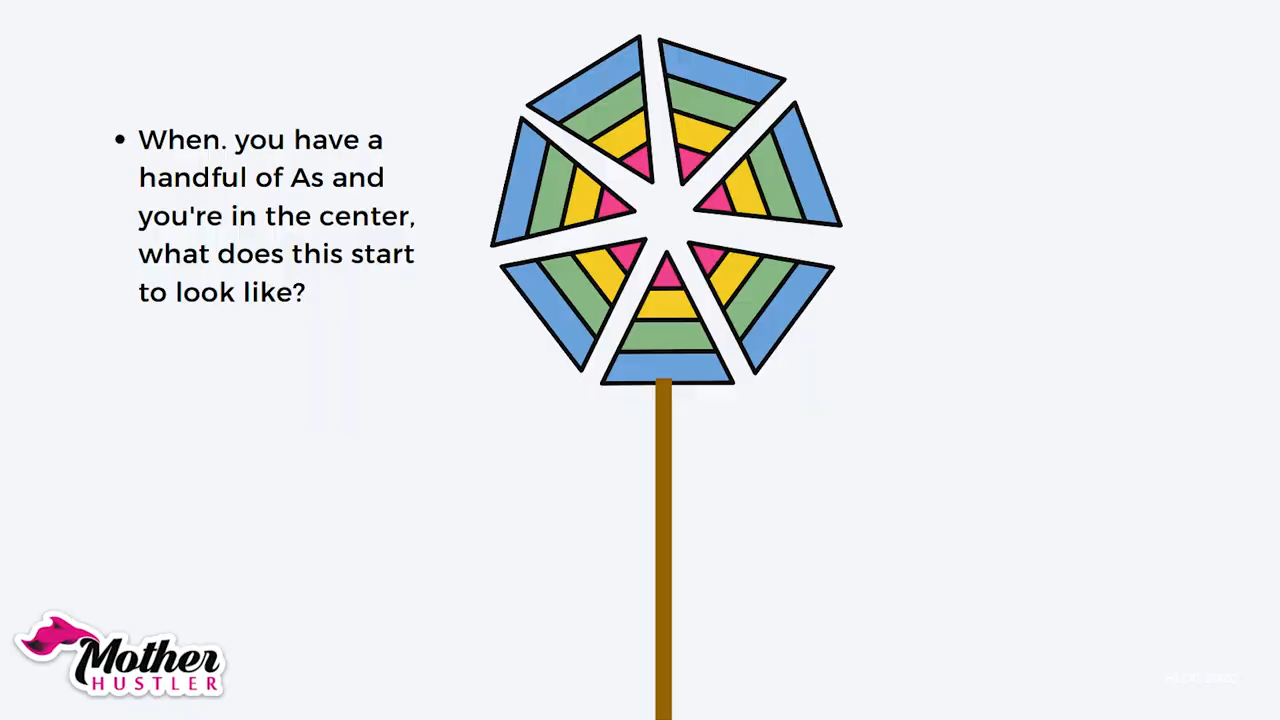 When. you have a
handful of As and
you're in the center,
what does this start
to look like?
Mother
HUSTLER